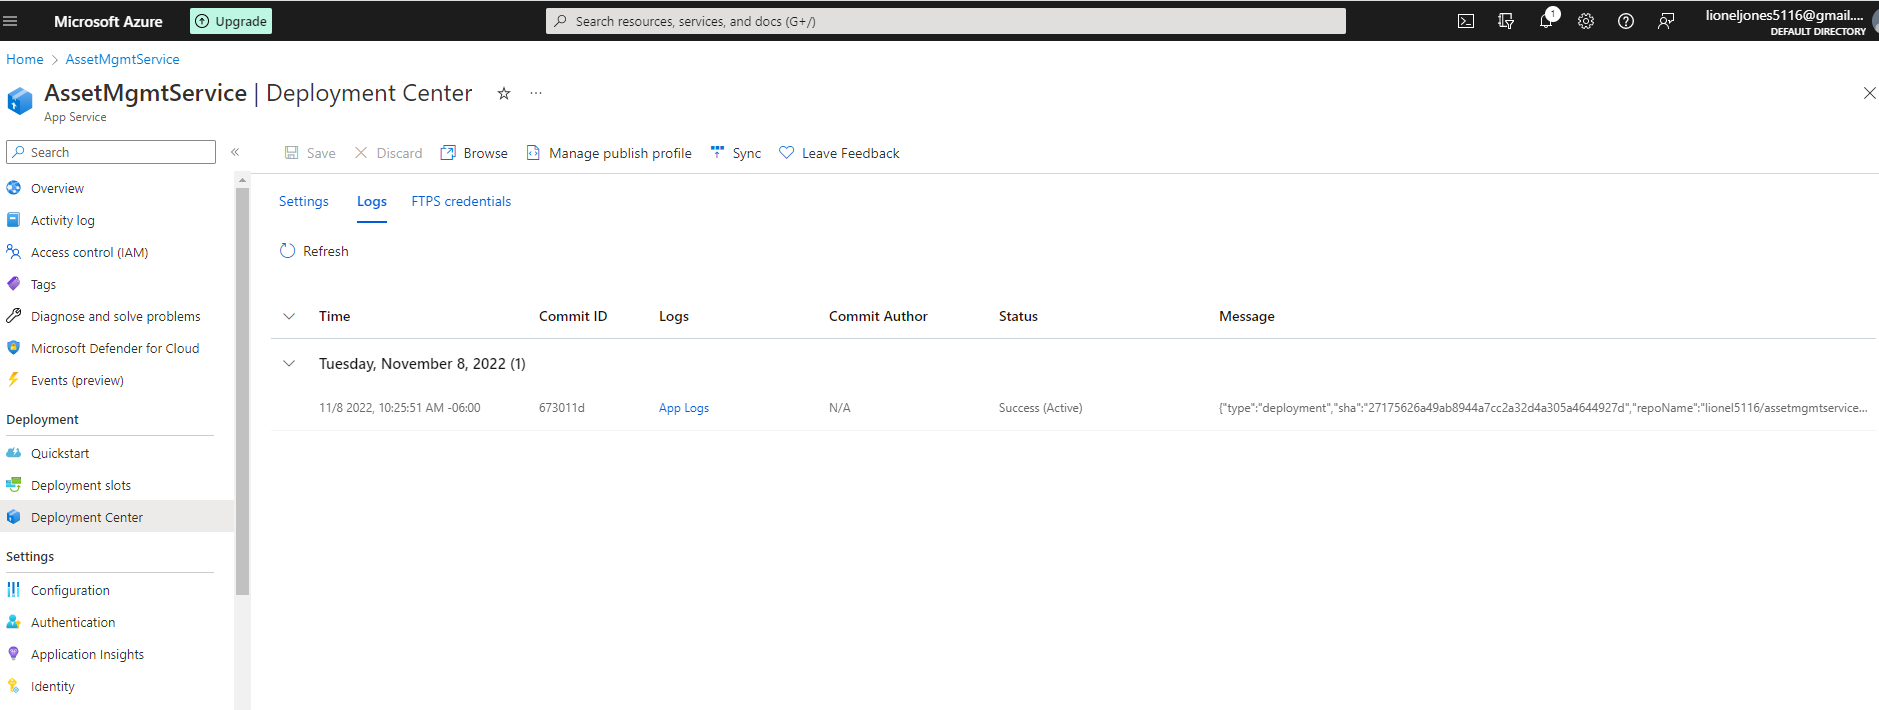 Microsoft Azure
Upgrade
Search resources, services, and docs (G+/)
1
lioneljones5116@gmail....
DEFAULT DIRECTORY
Home > AssetMgmtService
AssetMgmtService | Deployment Center
...
App Service
Search
«
Save
Discard
Browse
Manage publish profile
Sync
Leave Feedback
Overview
Activity log
Access control (IAM)
Tags
Diagnose and solve problems
Microsoft Defender for Cloud
Events (preview)
Deployment
Quickstart
Deployment slots
Deployment Center
Settings
Configuration
Authentication
Application Insights
Identity
Settings Logs FTPS credentials
Refresh
Time Commit ID Logs Commit Author Status Message
Tuesday, November 8, 2022 (1)
11/8 2022, 10:25:51 AM -06:00 673011d App Logs N/A Success (Active) {"type":"deployment","sha":"27175626a49ab8944a7cc2a32d4a305a4644927d","repoName":"lionel5116/assetmgmtservice...